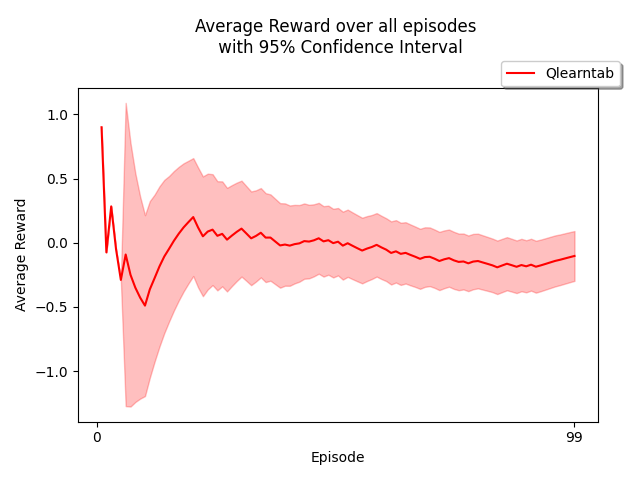 Average Reward over all episodes
with 95% Confidence Interval
Qlearntab
1.0
0.5
0.0
−0.5
−1.0
Average Reward
0
99
Episode